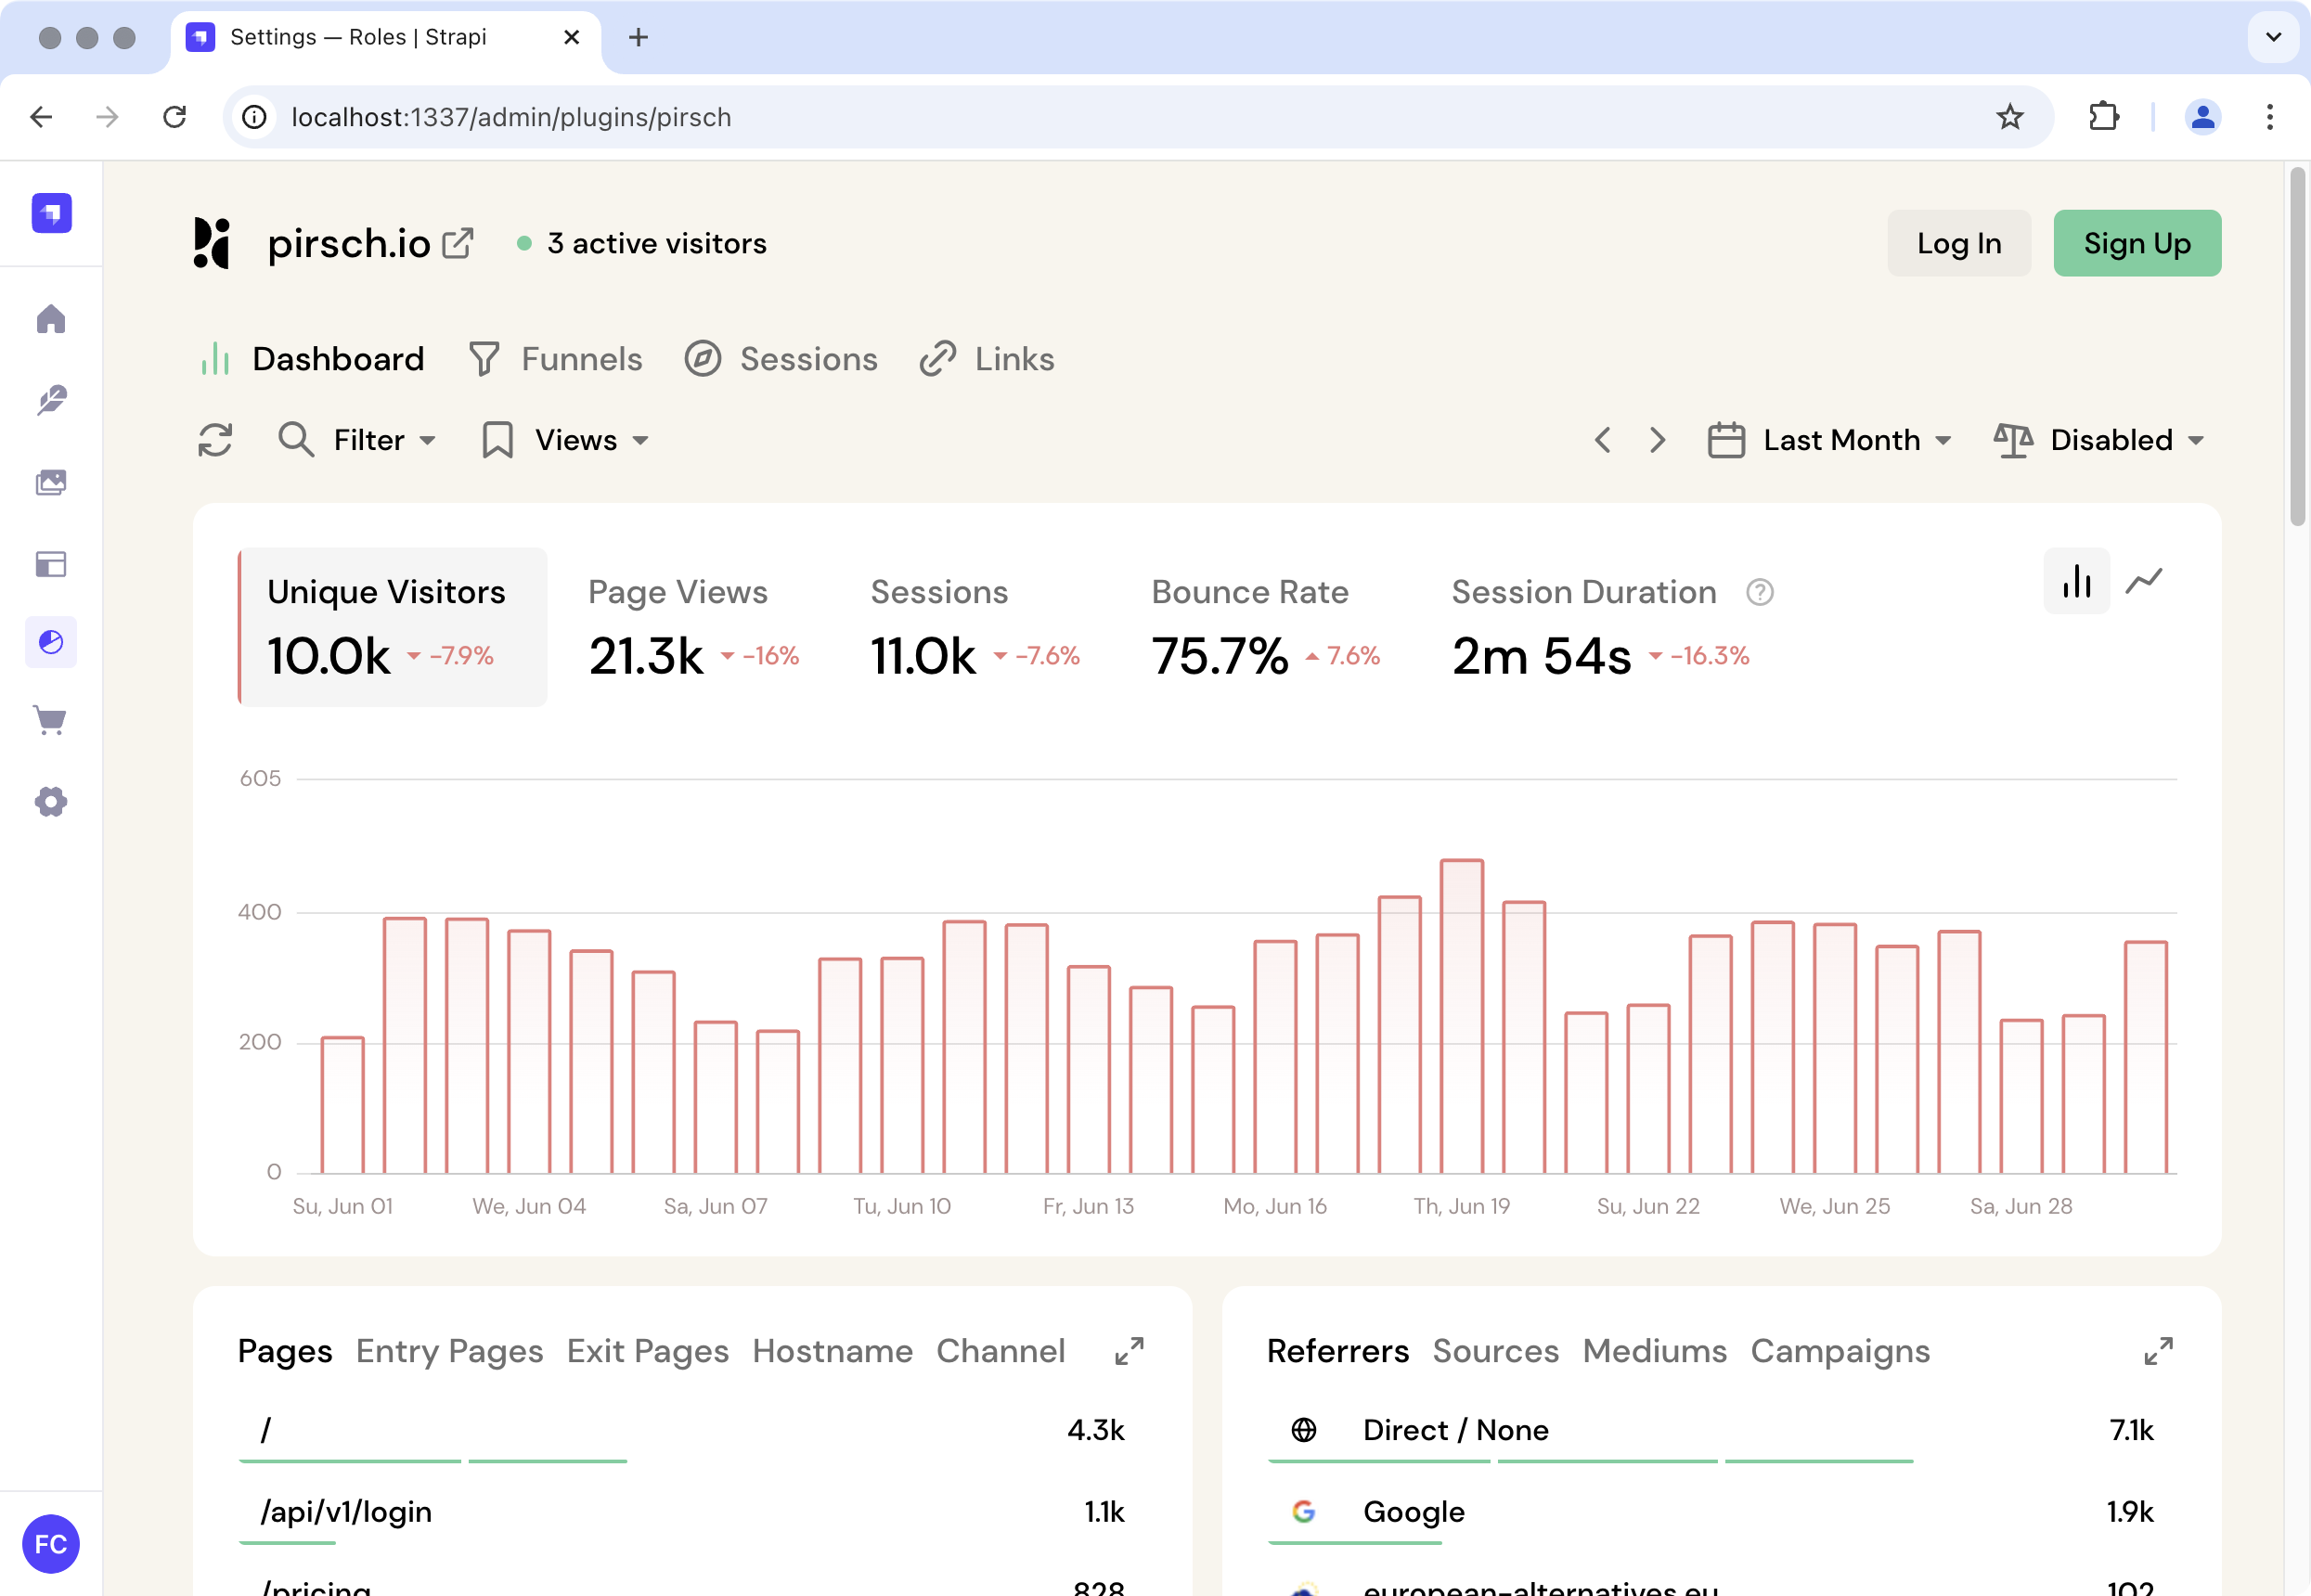 Settings — Roles | Strapi
localhost:1337/admin/plugins/pirsch
pirsch.io
3 active visitors
Log In
Sign Up
Dashboard
Funnels
Sessions
Links
Filter
Views
Last Month
Disabled
Unique Visitors
10.0k -7.9%
Page Views
21.3k -16%
Sessions
11.0k -7.6%
Bounce Rate
75.7% 7.6%
Session Duration ?
2m 54s -16.3%
605
400
200
0
Su, Jun 01
We, Jun 04
Sa, Jun 07
Tu, Jun 10
Fr, Jun 13
Mo, Jun 16
Th, Jun 19
Su, Jun 22
We, Jun 25
Sa, Jun 28
Pages Entry Pages Exit Pages Hostname Channel
/ 4.3k
/api/v1/login 1.1k
/pricing 828
Referrers Sources Mediums Campaigns
Direct / None 7.1k
Google 1.9k
european-alternatives.eu 102
FC